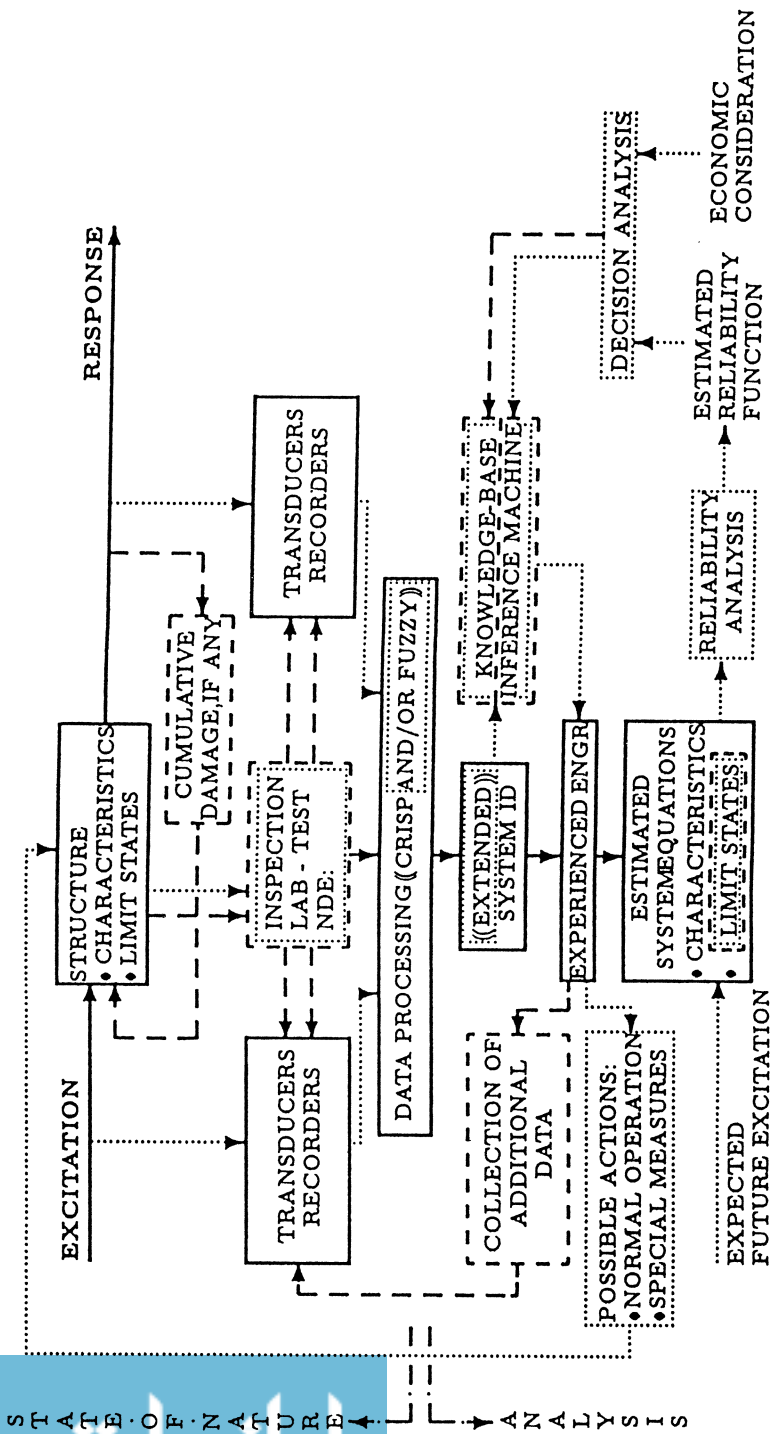 EXCITATION
RESPONSE
STRUCTURE
• CHARACTERISTICS
• LIMIT STATES
CUMULATIVE
DAMAGE,IF ANY
TRANSDUCERS
RECORDERS
INSPECTION
LAB - TEST
NDE:
TRANSDUCERS
RECORDERS
DATA PROCESSING((CRISP AND/OR FUZZY))
COLLECTION OF
ADDITIONAL
DATA
((EXTENDED))
SYSTEM ID
KNOWLEDGE-BASE
INFERENCE MACHINE
EXPERIENCED ENGR
POSSIBLE ACTIONS:
•NORMAL OPERATION
•SPECIAL MEASURES
ESTIMATED
SYSTEM EQUATIONS
• CHARACTERISTICS
• LIMIT STATES
DECISION ANALYSIS
RELIABILITY
ANALYSIS
EXPECTED
FUTURE EXCITATION
ESTIMATED
RELIABILITY
FUNCTION
ECONOMIC
CONSIDERATION
STATE·OF·NATURE
ANALYSIS